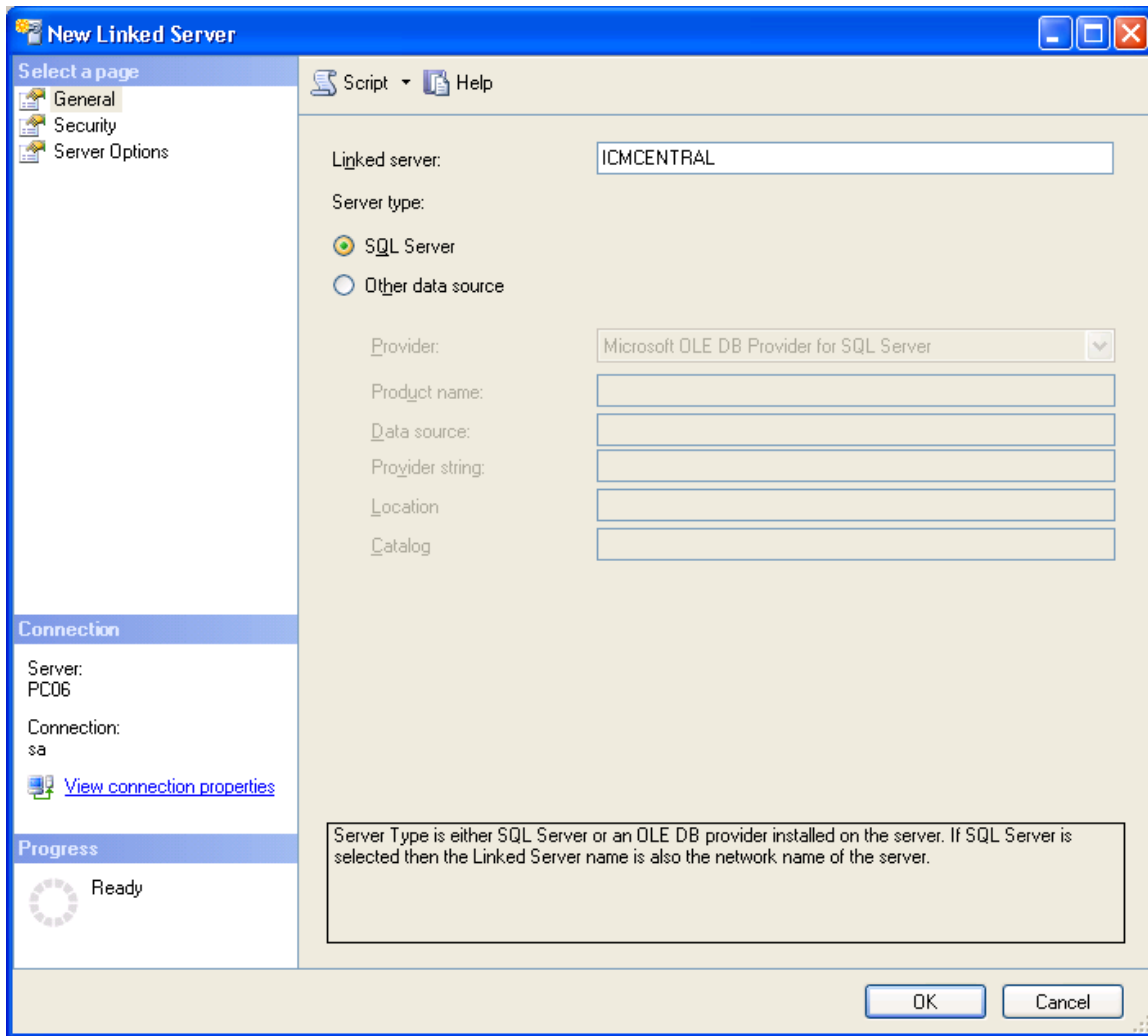 New Linked Server
Select a page
General
Security
Server Options
Script
Help
Linked server:
ICMCENTRAL
Server type:
SQL Server
Other data source
Provider:
Microsoft OLE DB Provider for SQL Server
Product name:
Data source:
Provider string:
Location
Catalog
Connection
Server:
PC06
Connection:
sa
View connection properties
Progress
Ready
Server Type is either SQL Server or an OLE DB provider installed on the server. If SQL Server is
selected then the Linked Server name is also the network name of the server.
OK
Cancel